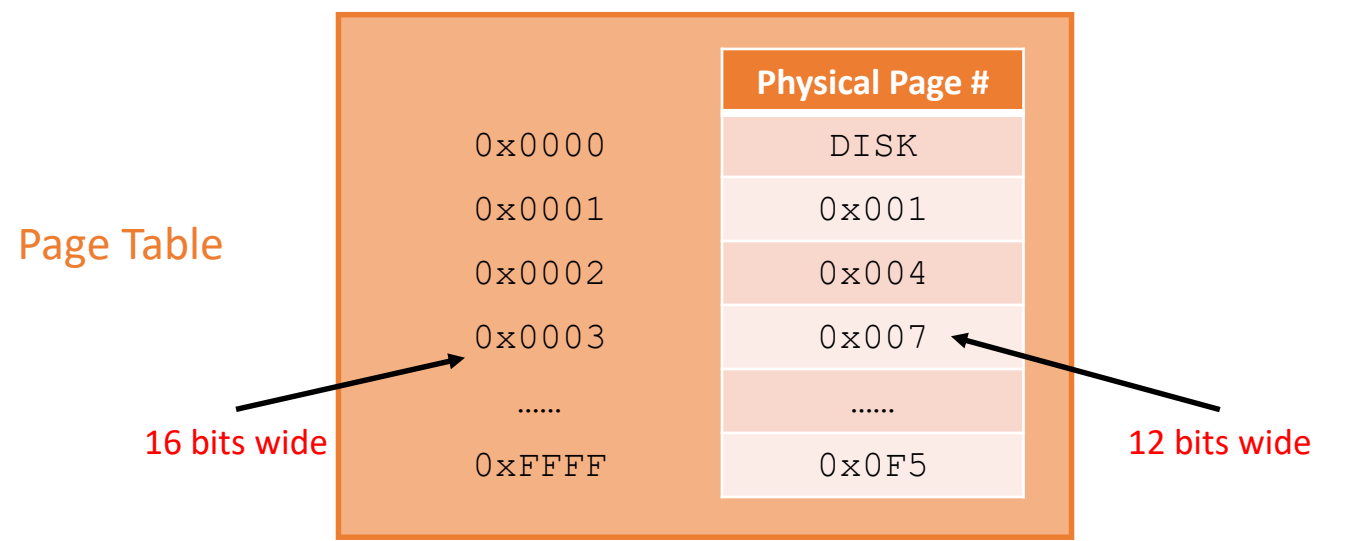 Physical Page #
0x0000 DISK
0x0001 0x001
Page Table
0x0002 0x004
0x0003 0x007
...... ......
16 bits wide
12 bits wide
0xFFFF 0x0F5